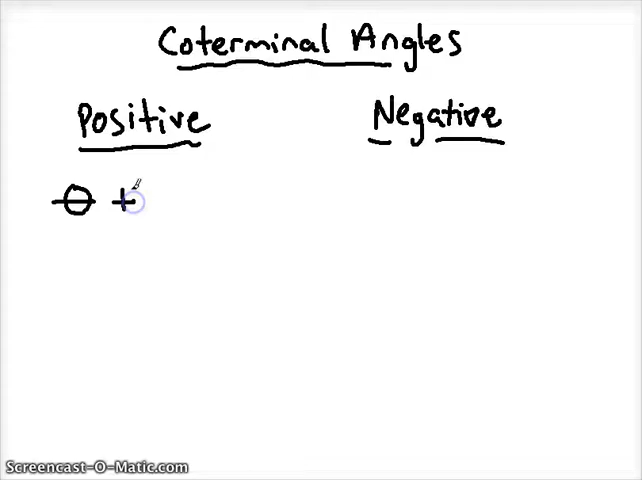 Coterminal Angles
Positive Negative
θ +
Screencast-O-Matic.com